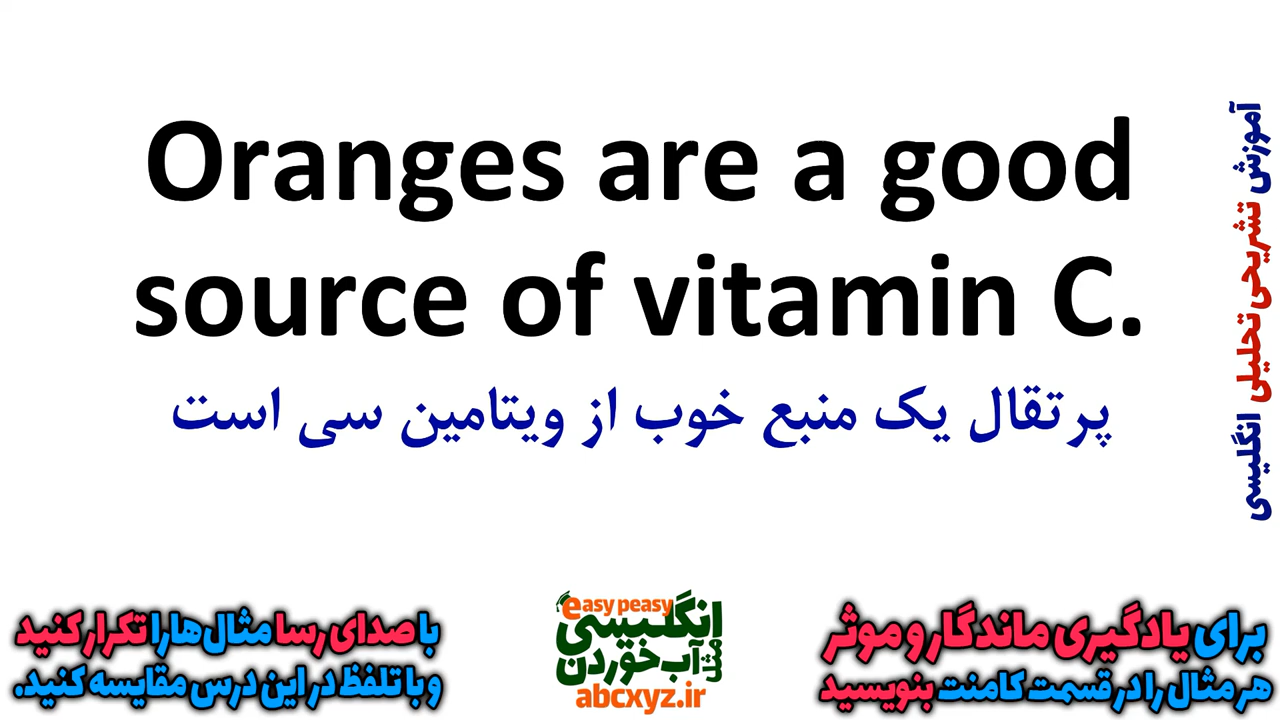 Oranges are a good
source of vitamin C.
پرتقال یک منبع خوب از ویتامین سی است
آموزش تشریحی تحلیلی انگلیسی
برای یادگیری ماندگار و موثر
هر مثال را در قسمت کامنت بنویسید
easy peasy
انگلیسی
مثل آب خوردن
abcxyz.ir
با صدای رسا مثال‌ها را تکرار کنید
و با تلفظ در این درس مقایسه کنید.